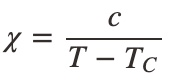 χ = c / (T − T_C)